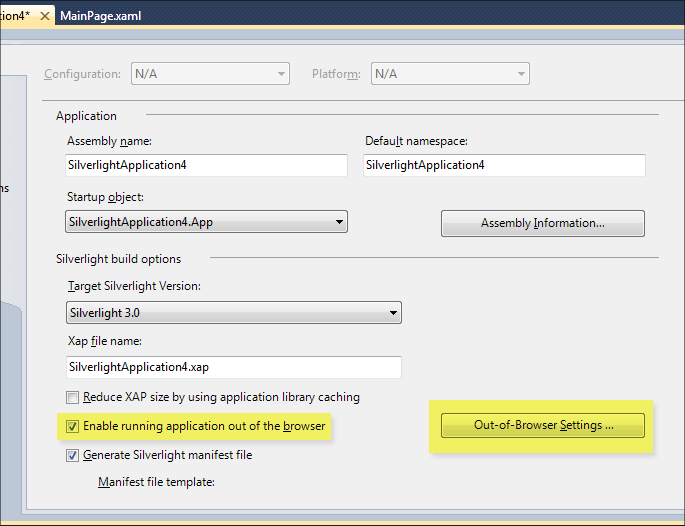 tion4*
MainPage.xaml
Configuration: N/A Platform: N/A
Application
Assembly name: Default namespace:
SilverlightApplication4 SilverlightApplication4
ns
Startup object:
SilverlightApplication4.App Assembly Information...
Silverlight build options
Target Silverlight Version:
Silverlight 3.0
Xap file name:
SilverlightApplication4.xap
Reduce XAP size by using application library caching
Enable running application out of the browser Out-of-Browser Settings ...
Generate Silverlight manifest file
Manifest file template: